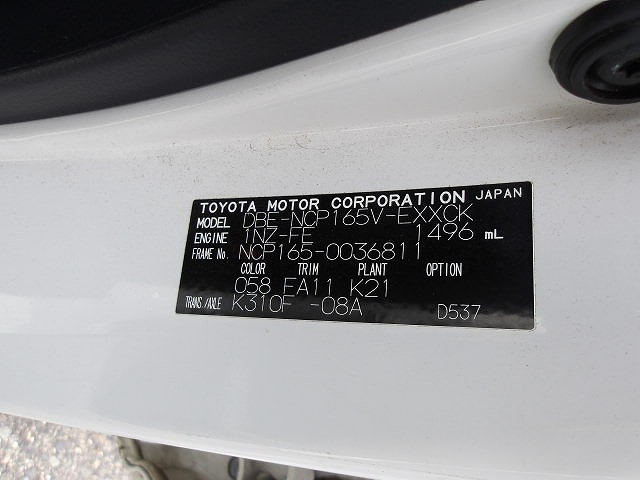 TOYOTA MOTOR CORPORATION JAPAN
MODEL DBE-NCP165V-EXXCK
ENGINE 1NZ-FE 1496 mL
FRAME No. NCP165-0036811
COLOR TRIM PLANT OPTION
058 FA11 K21
TRANS./AXLE K310F -08A D537